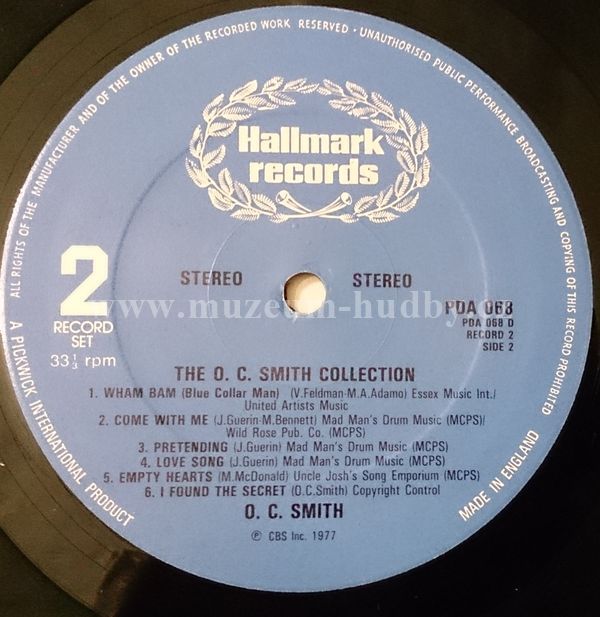 ALL RIGHTS OF THE MANUFACTURER AND OF THE OWNER OF THE RECORDED WORK RESERVED · UNAUTHORISED PUBLIC PERFORMANCE BROADCASTING AND COPYING OF THIS RECORD PROHIBITED
Hallmark
records
2
RECORD
SET
33 1/3 rpm
STEREO
STEREO
PDA 068
PDA 068 D
RECORD 2
SIDE 2
www.muzeum-hudby.cz
THE O. C. SMITH COLLECTION
1. WHAM BAM (Blue Collar Man) (V.Feldman-M.A.Adamo) Essex Music Int./
United Artists Music
2. COME WITH ME (J.Guerin-M.Bennett) Mad Man's Drum Music (MCPS)/
Wild Rose Pub. Co. (MCPS)
3. PRETENDING (J.Guerin) Mad Man's Drum Music (MCPS)
4. LOVE SONG (J.Guerin) Mad Man's Drum Music (MCPS)
5. EMPTY HEARTS (M.McDonald) Uncle Josh's Song Emporium (MCPS)
6. I FOUND THE SECRET (O.C.Smith) Copyright Control
O. C. SMITH
℗ CBS Inc. 1977
A PICKWICK INTERNATIONAL PRODUCT
MADE IN ENGLAND